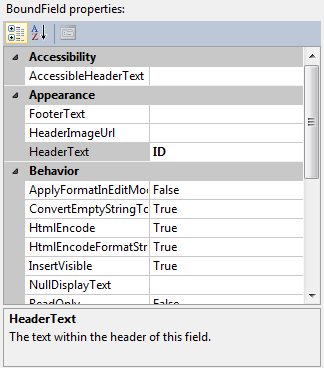 BoundField properties:
Accessibility
AccessibleHeaderText
Appearance
FooterText
HeaderImageUrl
HeaderText ID
Behavior
ApplyFormatInEditMo False
ConvertEmptyStringTo True
HtmlEncode True
HtmlEncodeFormatStr True
InsertVisible True
NullDisplayText
ReadOnly False
HeaderText
The text within the header of this field.